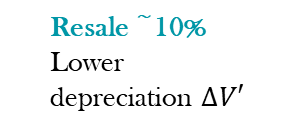 Resale ~10%
Lower
depreciation Δ𝑉′